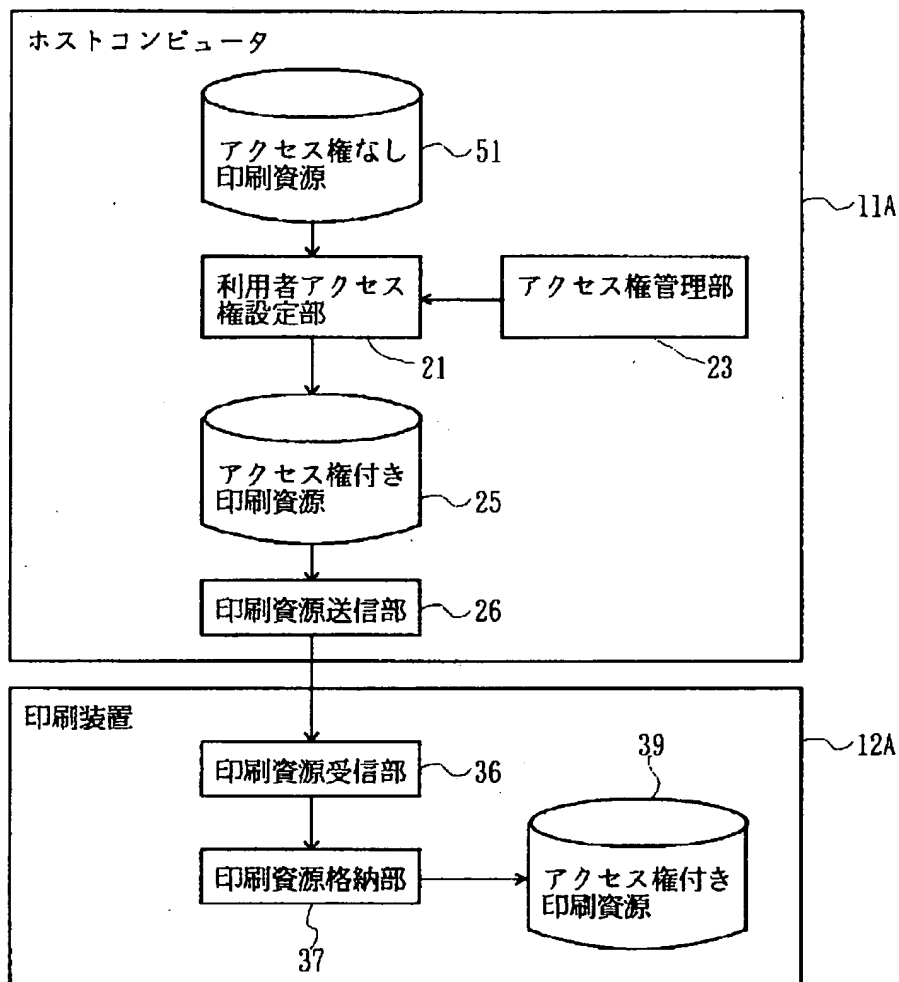 ホストコンピュータ
アクセス権なし
印刷資源
51
11A
利用者アクセス
権設定部
アクセス権管理部
21
23
アクセス権付き
印刷資源
25
印刷資源送信部
26
印刷装置
12A
印刷資源受信部
36
39
印刷資源格納部
アクセス権付き
印刷資源
37